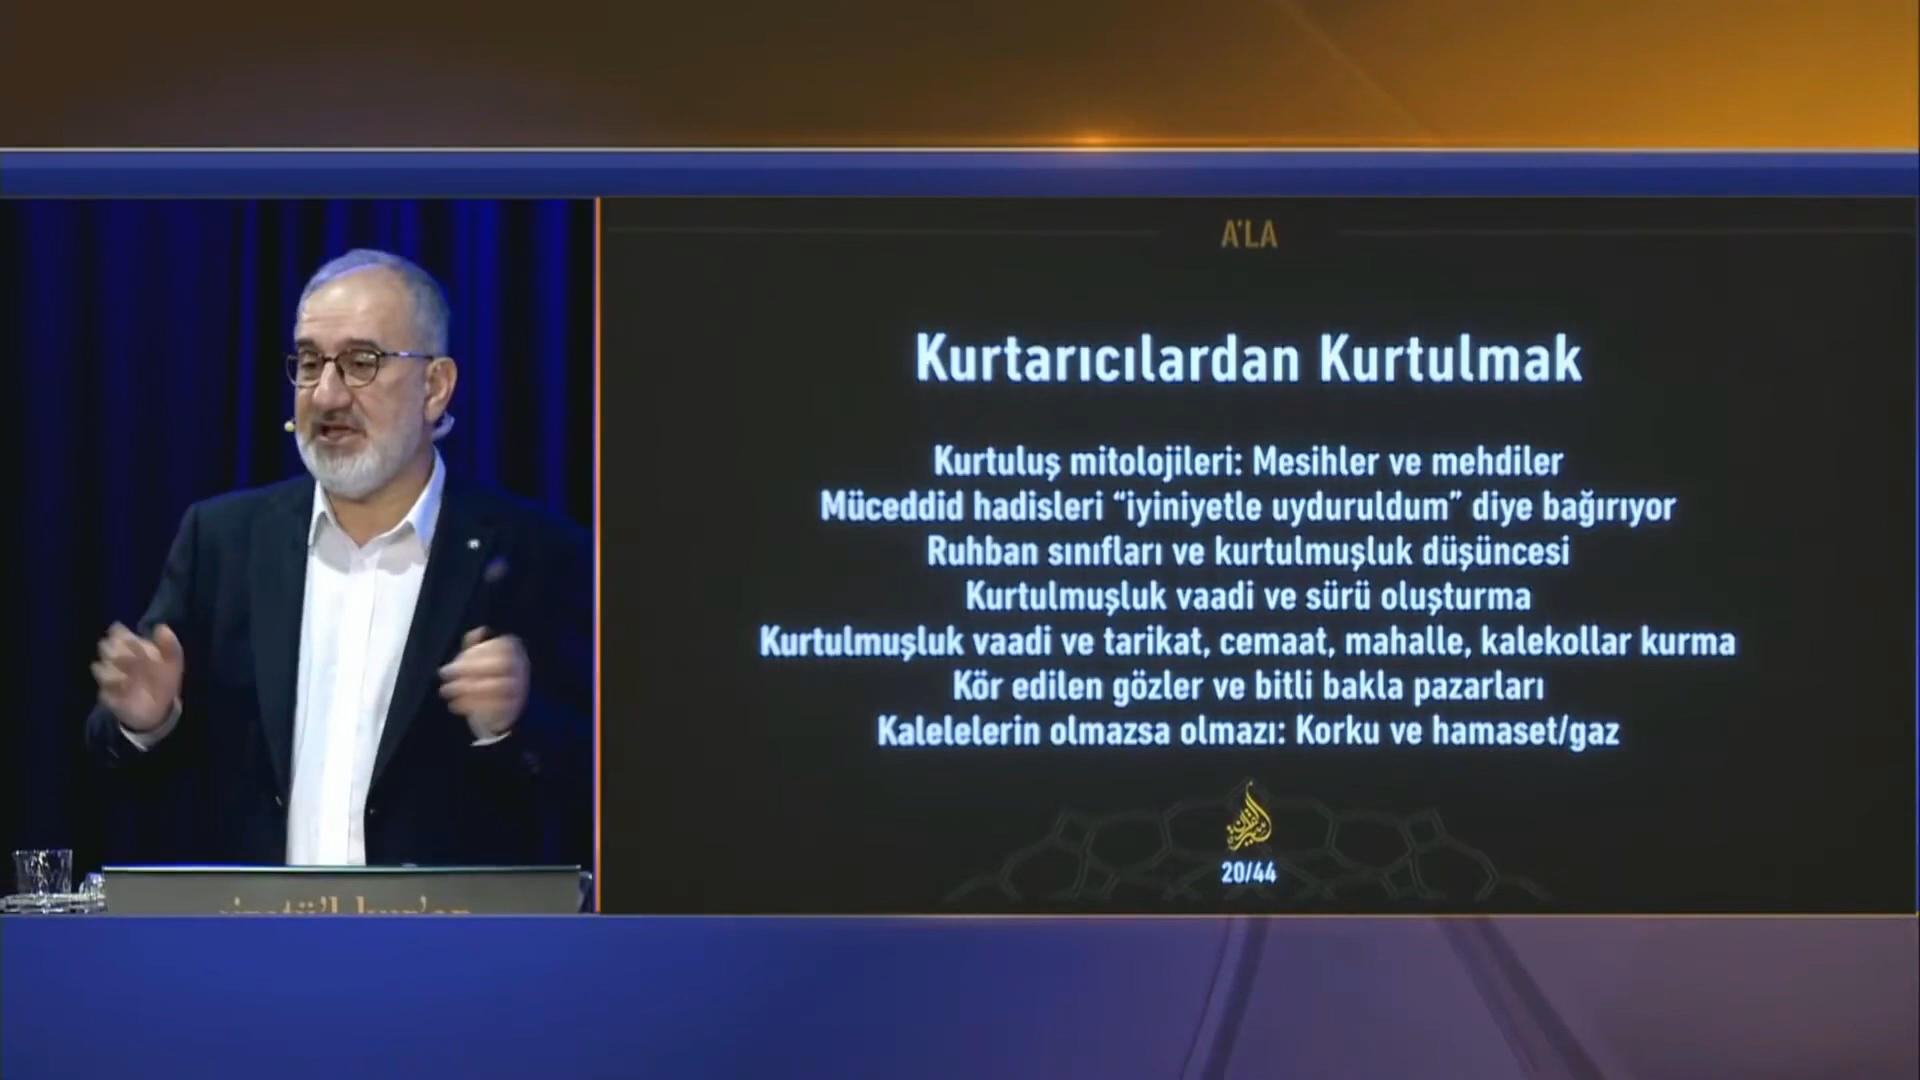 A'LA
Kurtarıcılardan Kurtulmak
Kurtuluş mitolojileri: Mesihler ve mehdiler
Müceddid hadisleri “iyiniyetle uyduruldum” diye bağırıyor
Ruhban sınıfları ve kurtulmuşluk düşüncesi
Kurtulmuşluk vaadi ve sürü oluşturma
Kurtulmuşluk vaadi ve tarikat, cemaat, mahalle, kalekollar kurma
Kör edilen gözler ve bitli bakla pazarları
Kalelelerin olmazsa olmazı: Korku ve hamaset/gaz
20/44